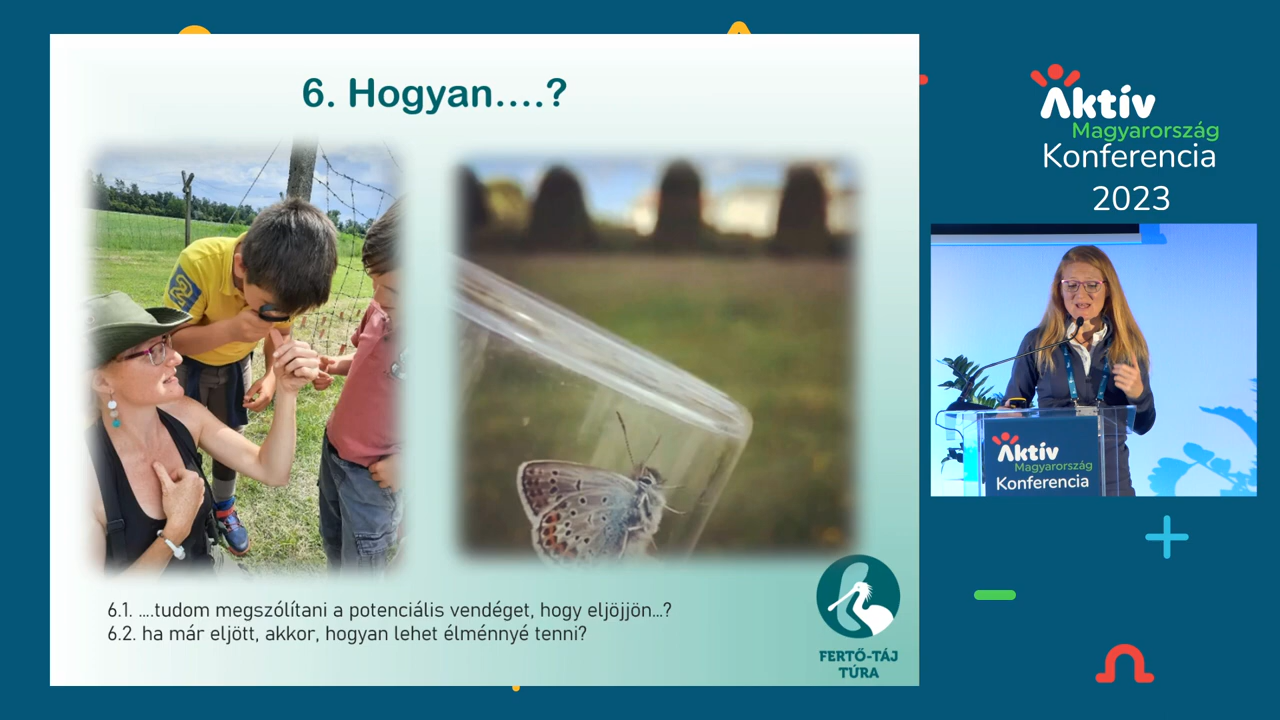 6. Hogyan....?
6.1. ....tudom megszólítani a potenciális vendéget, hogy eljöjjön...?
6.2. ha már eljött, akkor, hogyan lehet élménnyé tenni?
FERTŐ-TÁJ
TÚRA
Aktív
Magyarország
Konferencia
2023
Aktív
Magyarország
Konferencia